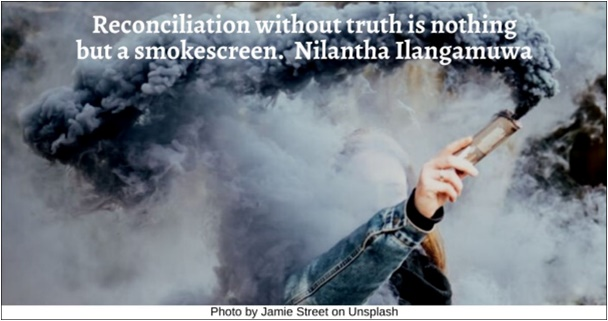 Reconciliation without truth is nothing
but a smokescreen.  Nilantha Ilangamuwa
Photo by Jamie Street on Unsplash